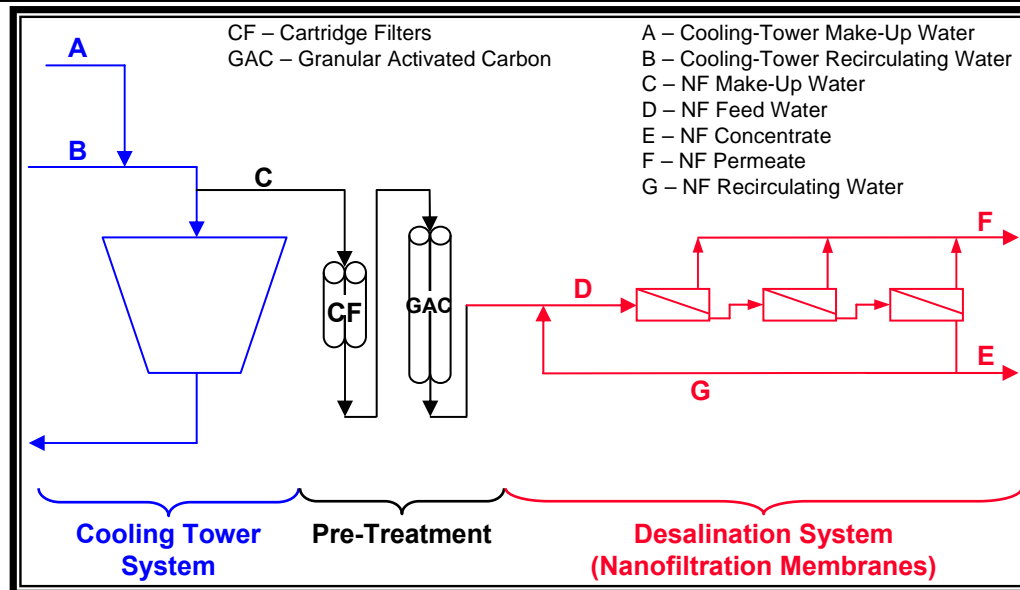 CF – Cartridge Filters
GAC – Granular Activated Carbon
A – Cooling-Tower Make-Up Water
B – Cooling-Tower Recirculating Water
C – NF Make-Up Water
D – NF Feed Water
E – NF Concentrate
F – NF Permeate
G – NF Recirculating Water
A
B
C
CF
GAC
D
F
E
G
Cooling Tower
System
Pre-Treatment
Desalination System
(Nanofiltration Membranes)